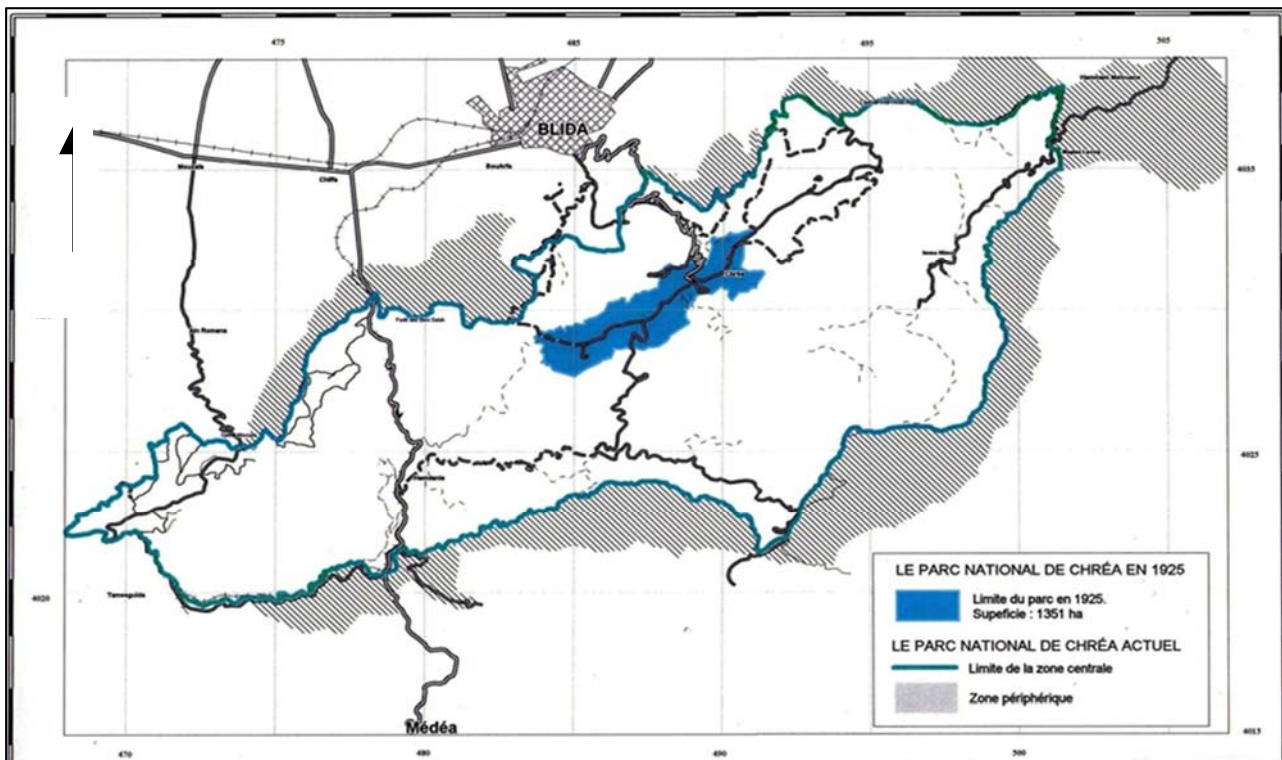 475
485
495
505
BLIDA
Chiffa
4035
Chréa
4025
4020
Tamesguida
Médéa
4015
470
480
490
500
LE PARC NATIONAL DE CHRÉA EN 1925
Limite du parc en 1925.
Supeficie : 1351 ha
LE PARC NATIONAL DE CHRÉA ACTUEL
Limite de la zone centrale
Zone périphérique